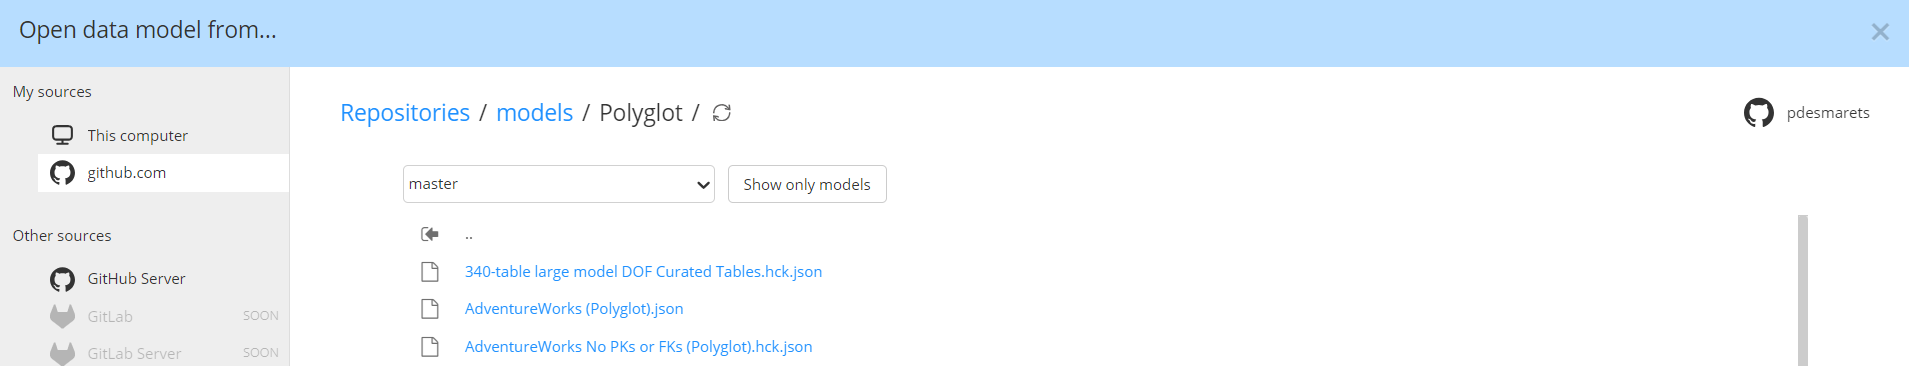 Open data model from...
My sources
This computer
github.com
Other sources
GitHub Server
GitLab SOON
GitLab Server SOON
Repositories / models / Polyglot /
pdesmarets
master
Show only models
..
340-table large model DOF Curated Tables.hck.json
AdventureWorks (Polyglot).json
AdventureWorks No PKs or FKs (Polyglot).hck.json